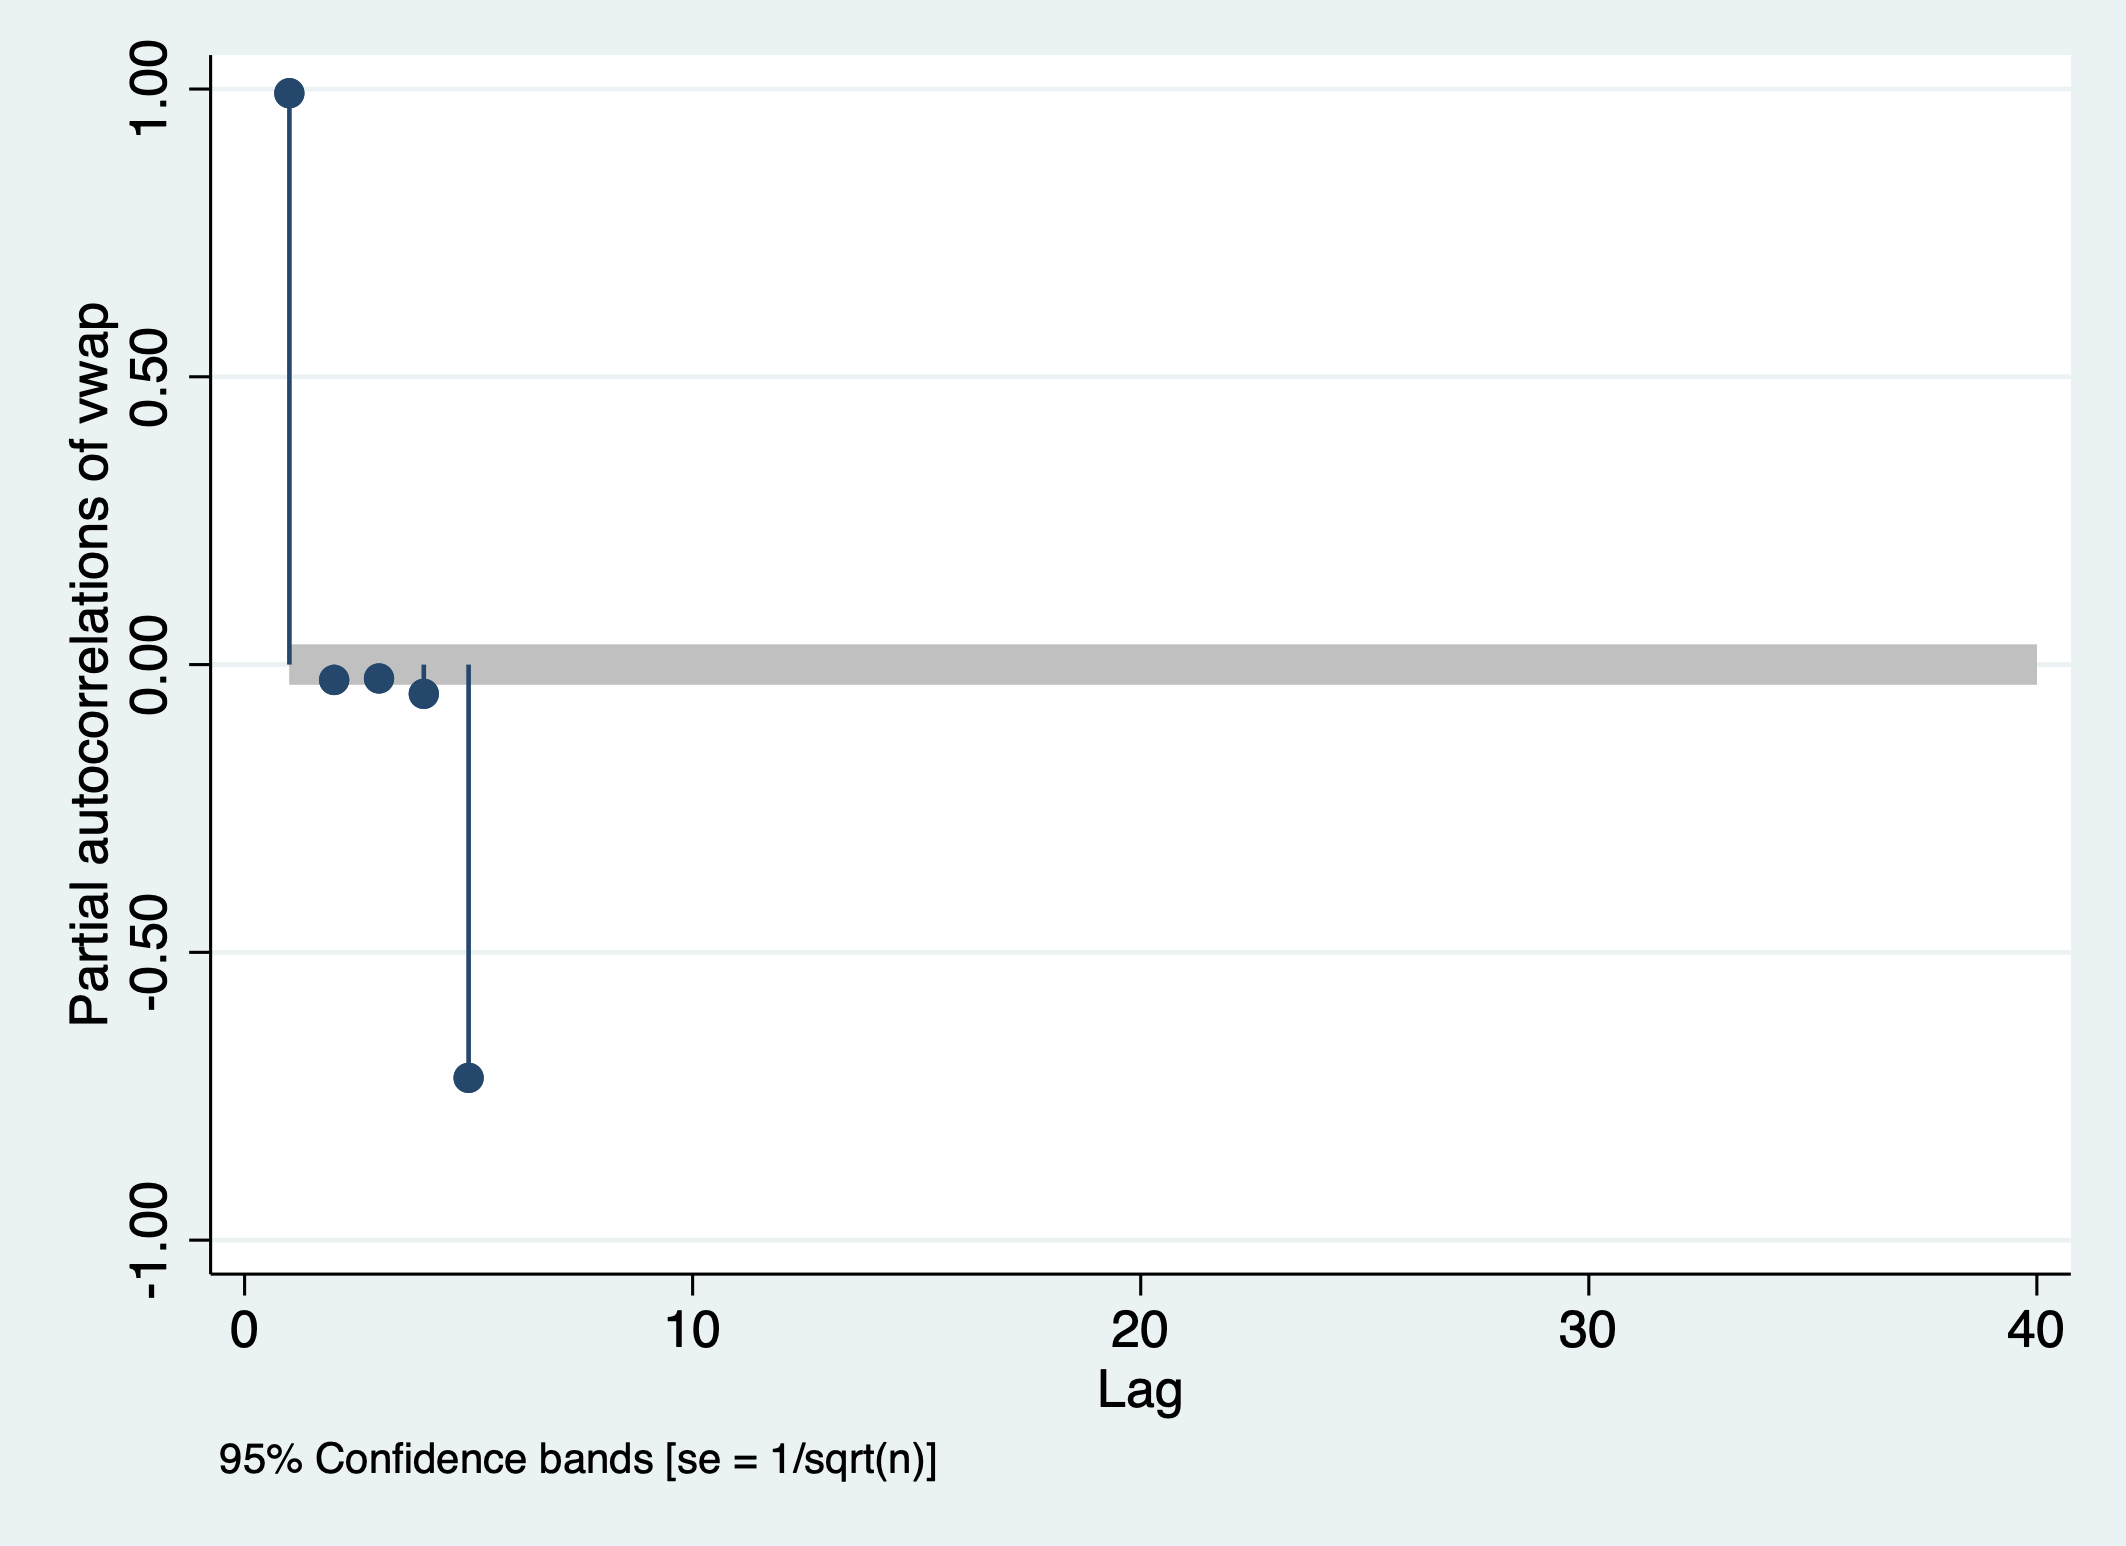 Partial autocorrelations of vwap
1.00
0.50
0.00
-0.50
-1.00
0 10 20 30 40
Lag
95% Confidence bands [se = 1/sqrt(n)]